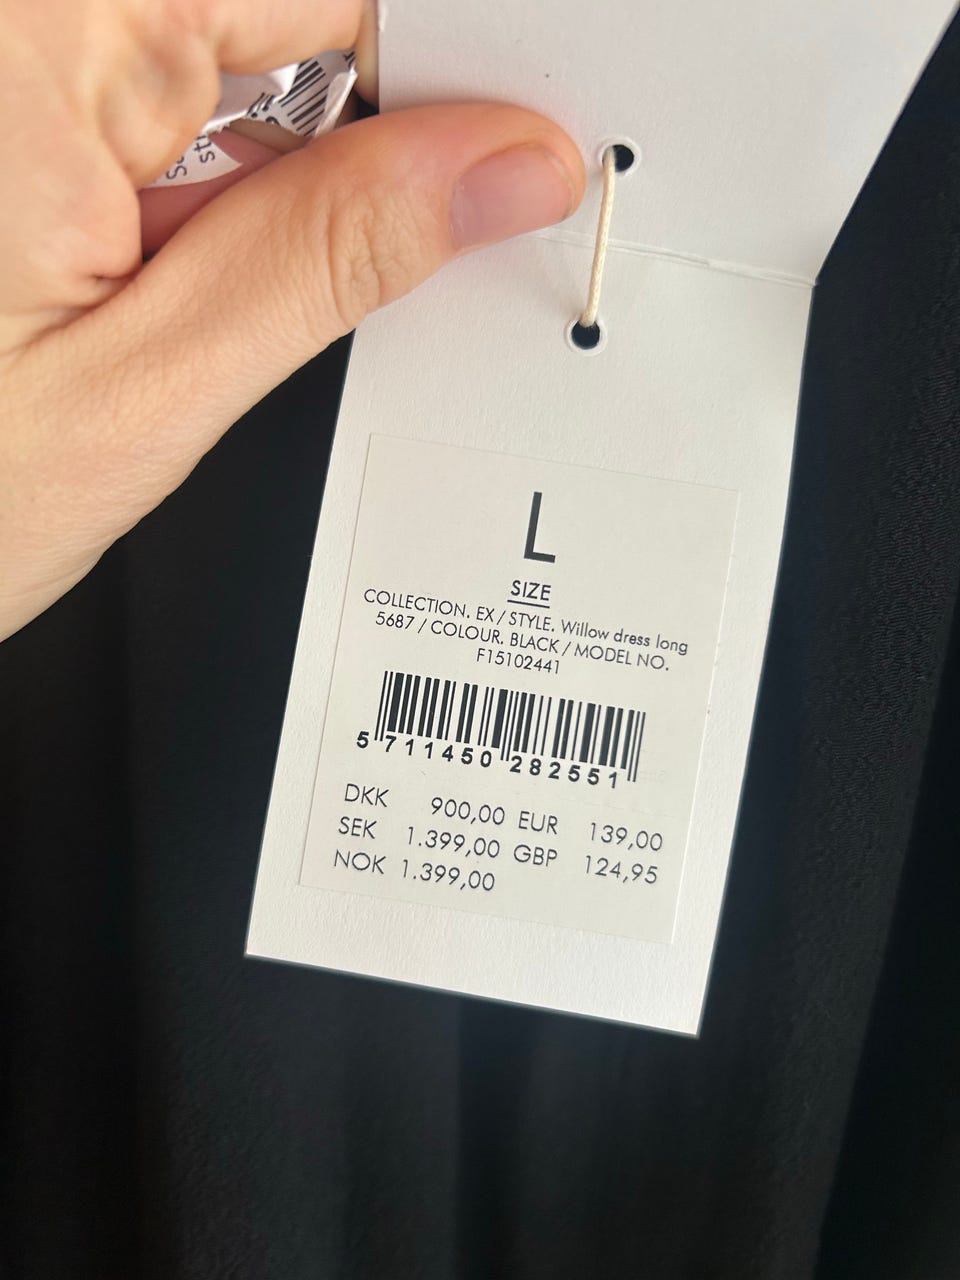 L
SIZE
COLLECTION. EX / STYLE. Willow dress long
5687 / COLOUR. BLACK / MODEL NO.
F15102441
5 711450 282551
DKK 900,00 EUR 139,00
SEK 1.399,00 GBP 124,95
NOK 1.399,00